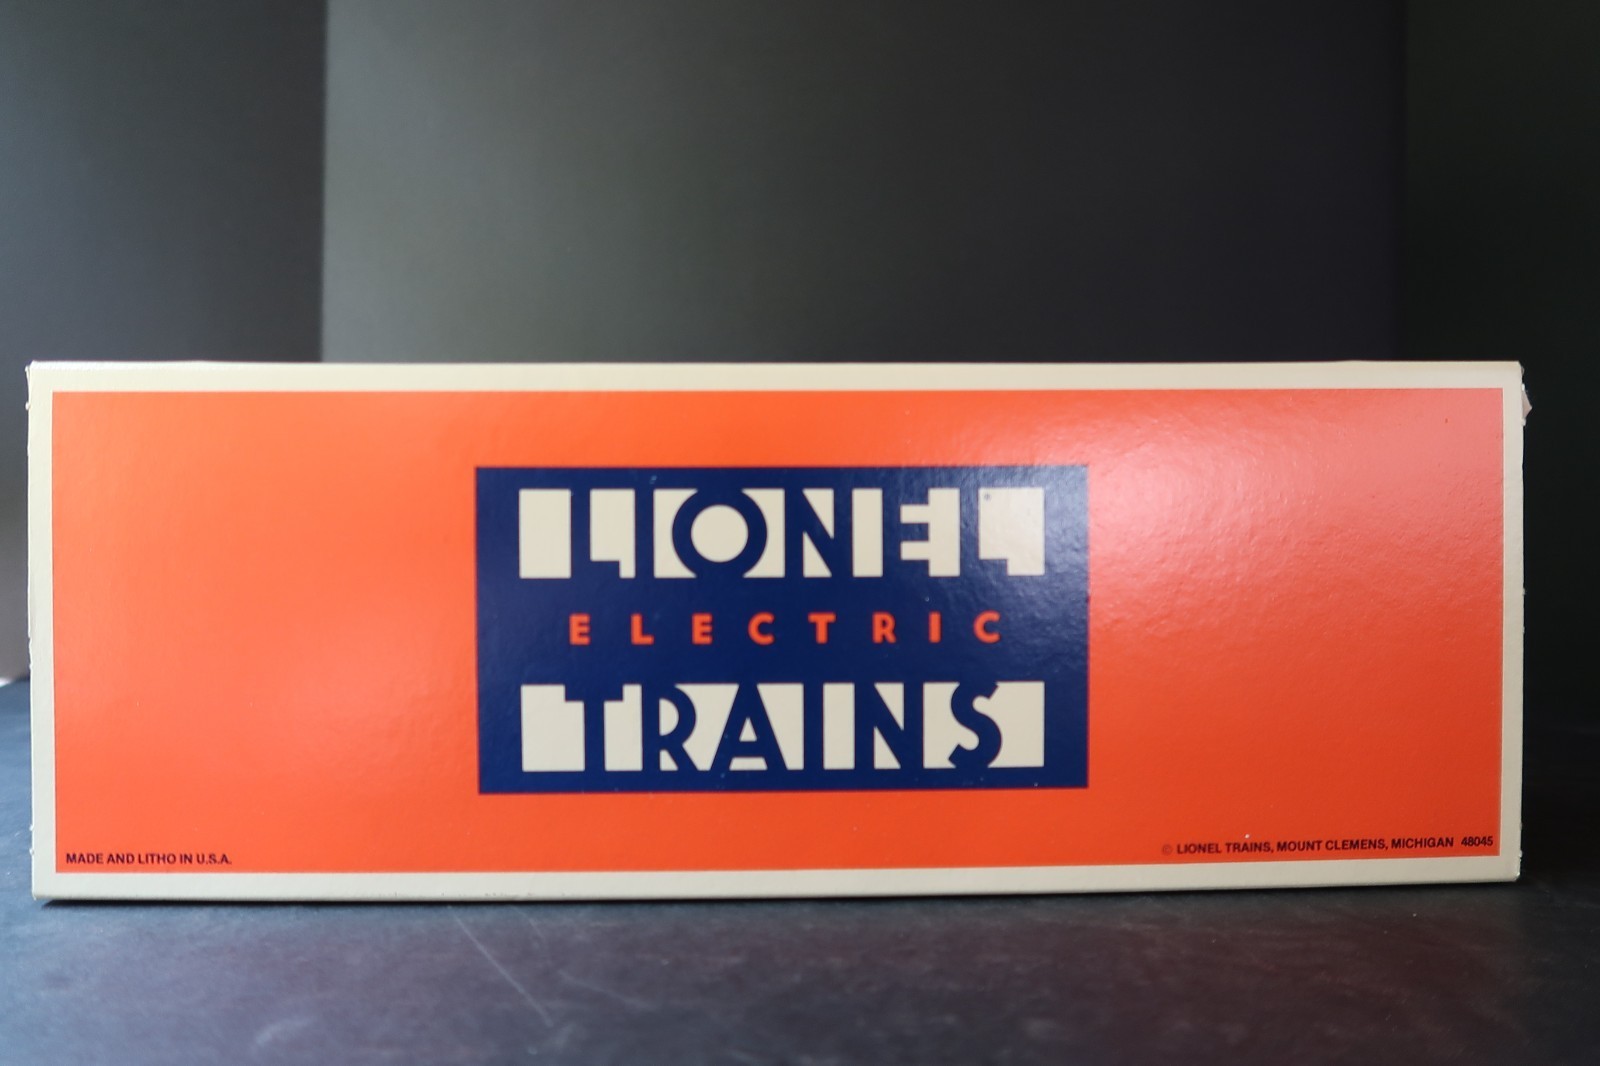 LIONEL
ELECTRIC
TRAINS
MADE AND LITHO IN U.S.A.
© LIONEL TRAINS, MOUNT CLEMENS, MICHIGAN 48045